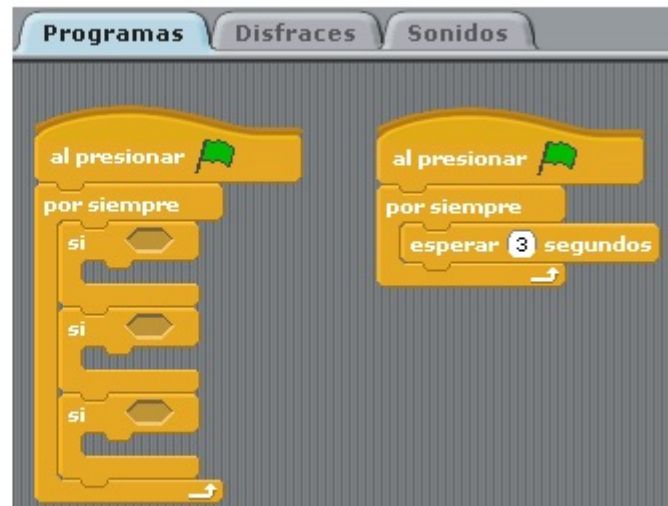 Programas Disfraces Sonidos
al presionar
por siempre
si
si
si
al presionar
por siempre
esperar 3 segundos